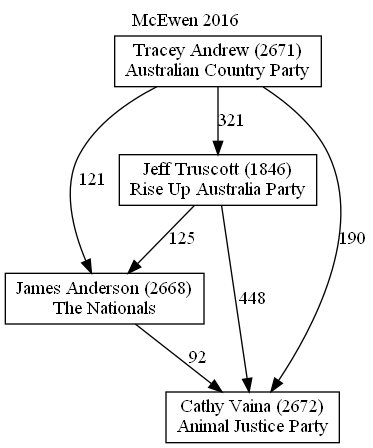 McEwen 2016
Tracey Andrew (2671)
Australian Country Party
321
Jeff Truscott (1846)
Rise Up Australia Party
121
125
190
James Anderson (2668)
The Nationals
448
92
Cathy Vaina (2672)
Animal Justice Party